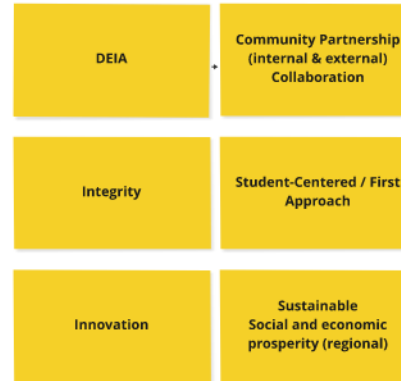 DEIA
Community Partnership
(internal & external)
Collaboration
Integrity
Student-Centered / First
Approach
Innovation
Sustainable
Social and economic
prosperity (regional)